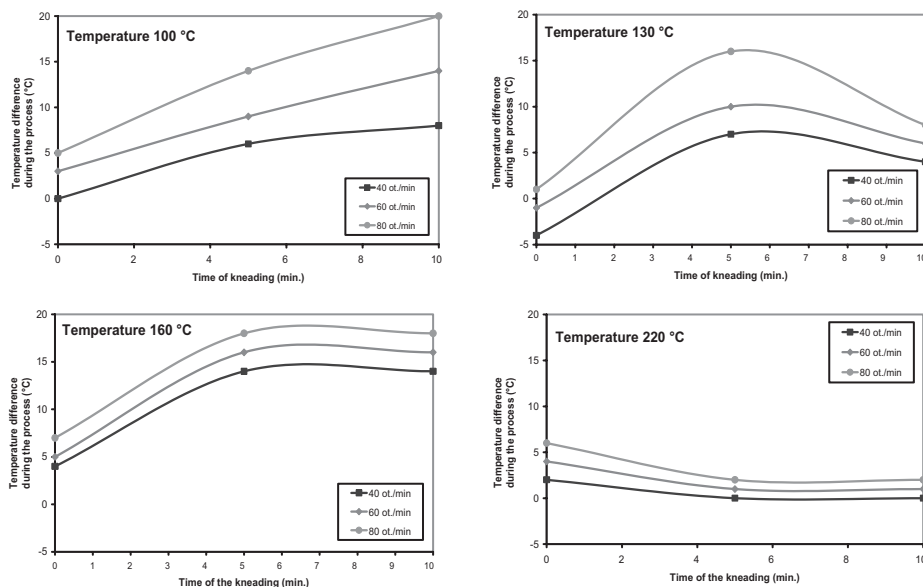 Temperature 100 °C
Temperature difference
during the process (°C)
20
15
10
5
0
-5
0
2
4
6
8
10
Time of kneading (min.)
40 ot./min
60 ot./min
80 ot./min
Temperature 130 °C
Temperature difference
during the process (°C)
20
15
10
5
0
-5
0
1
2
3
4
5
6
7
8
9
10
Time of kneading (min.)
40 ot./min
60 ot./min
80 ot./min
Temperature 160 °C
Temperature difference
during the process (°C)
20
15
10
5
0
-5
0
1
2
3
4
5
6
7
8
9
10
Time of the kneading (min.)
40 ot./min
60 ot./min
80 ot./min
Temperature 220 °C
Temperature difference
during the process (°C)
20
15
10
5
0
-5
0
2
4
6
8
10
Time of the kneading (min.)
40 ot./min
60 ot./min
80 ot./min